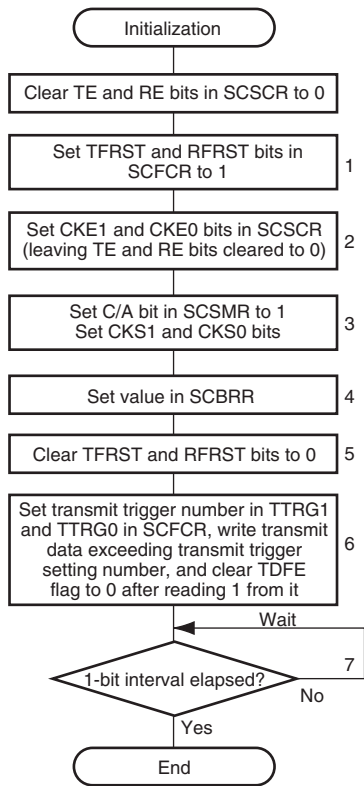 Initialization
Clear TE and RE bits in SCSCR to 0
Set TFRST and RFRST bits in
SCFCR to 1
1
Set CKE1 and CKE0 bits in SCSCR
(leaving TE and RE bits cleared to 0)
2
Set C/A bit in SCSMR to 1
Set CKS1 and CKS0 bits
3
Set value in SCBRR
4
Clear TFRST and RFRST bits to 0
5
Set transmit trigger number in TTRG1
and TTRG0 in SCFCR, write transmit
data exceeding transmit trigger
setting number, and clear TDFE
flag to 0 after reading 1 from it
6
Wait
1-bit interval elapsed?
7
No
Yes
End